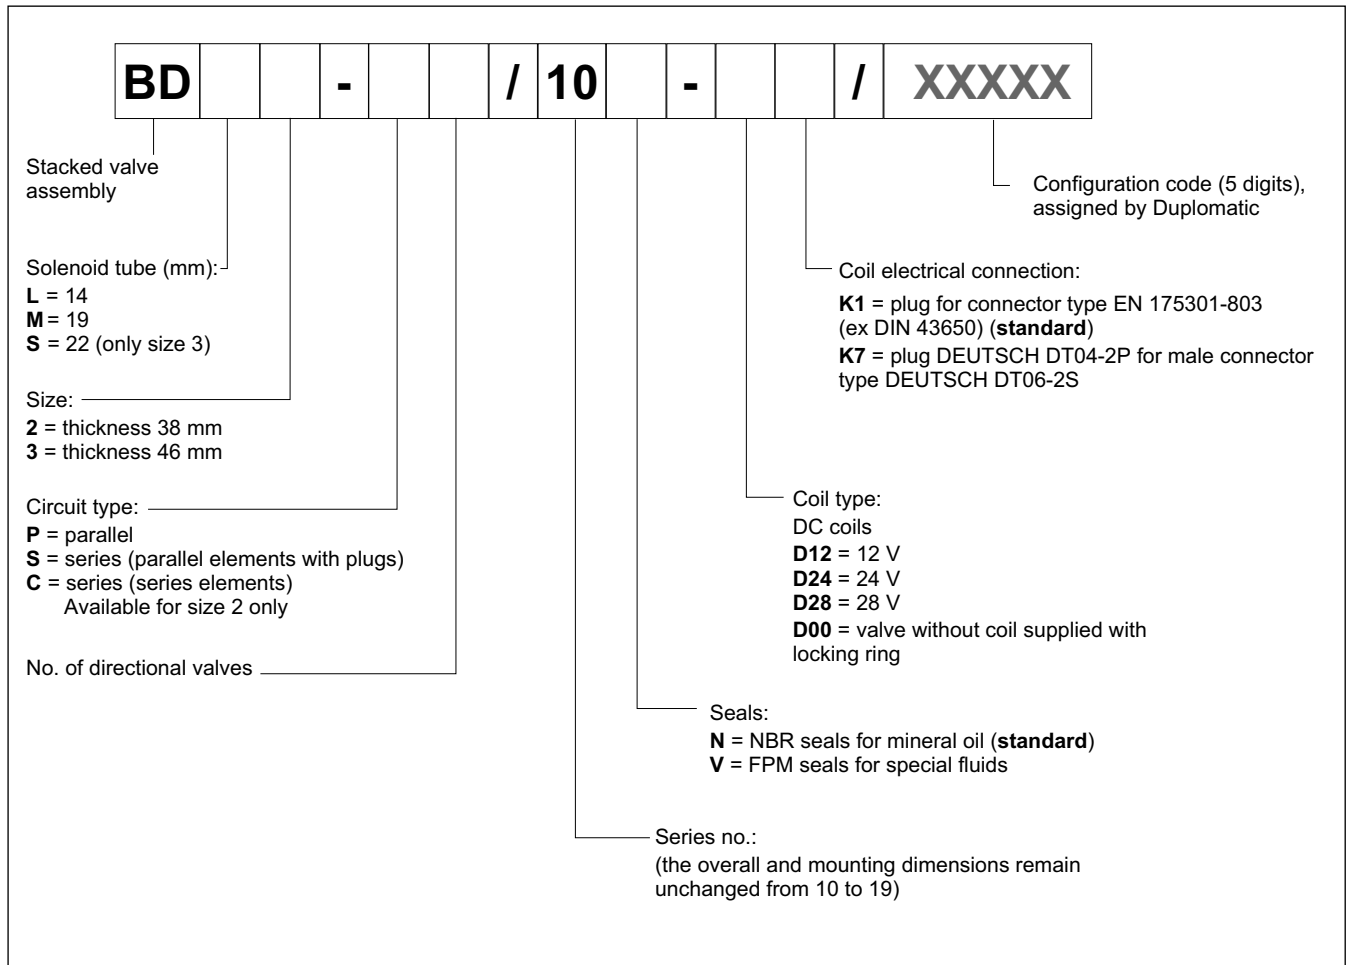 BD - / 10 - / XXXXX
Stacked valve
assembly
Configuration code (5 digits),
assigned by Duplomatic
Solenoid tube (mm):
L = 14
M = 19
S = 22 (only size 3)
Coil electrical connection:
K1 = plug for connector type EN 175301-803
(ex DIN 43650) (standard)
K7 = plug DEUTSCH DT04-2P for male connector
type DEUTSCH DT06-2S
Size:
2 = thickness 38 mm
3 = thickness 46 mm
Circuit type:
P = parallel
S = series (parallel elements with plugs)
C = series (series elements)
Available for size 2 only
Coil type:
DC coils
D12 = 12 V
D24 = 24 V
D28 = 28 V
D00 = valve without coil supplied with
locking ring
No. of directional valves
Seals:
N = NBR seals for mineral oil (standard)
V = FPM seals for special fluids
Series no.:
(the overall and mounting dimensions remain
unchanged from 10 to 19)